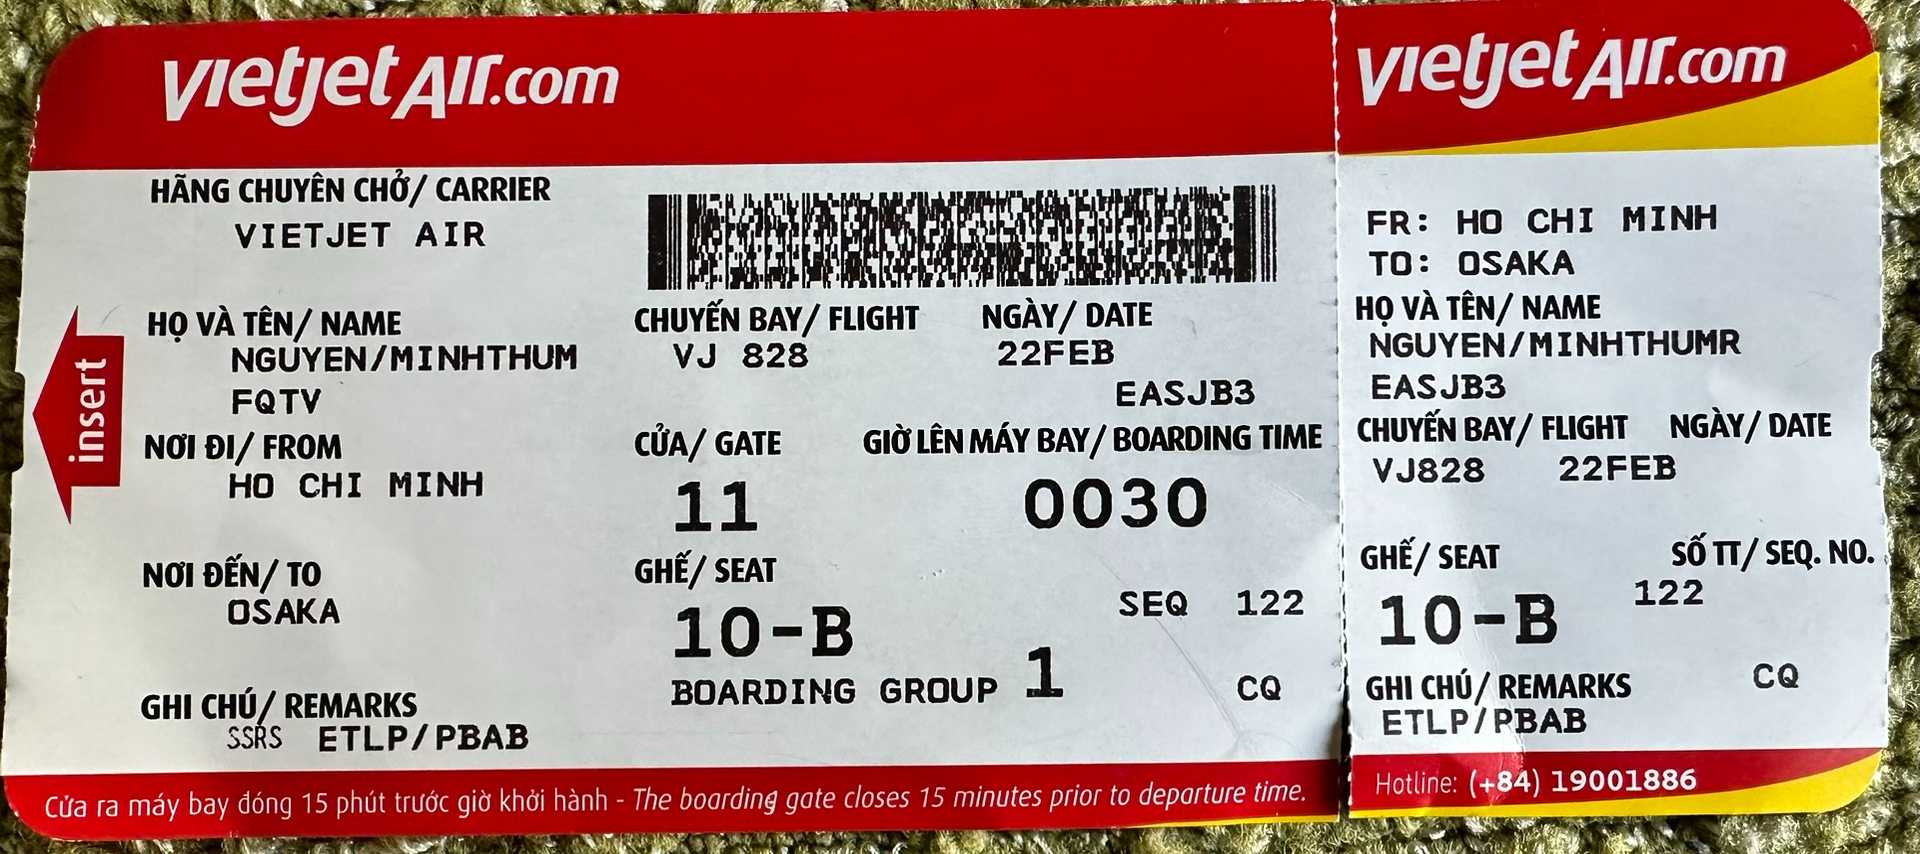 vietjetAir.com
HÃNG CHUYÊN CHỞ/ CARRIER
VIETJET AIR
HỌ VÀ TÊN/ NAME
NGUYEN/MINHTHUM
FQTV
CHUYẾN BAY/ FLIGHT
VJ 828
NGÀY/ DATE
22FEB
EASJB3
insert
NƠI ĐI/ FROM
HO CHI MINH
CỬA/ GATE
11
GIỜ LÊN MÁY BAY/ BOARDING TIME
0030
NƠI ĐẾN/ TO
OSAKA
GHẾ/ SEAT
10-B
SEQ 122
BOARDING GROUP 1
CQ
GHI CHÚ/ REMARKS
SSRS ETLP/PBAB
Cửa ra máy bay đóng 15 phút trước giờ khởi hành - The boarding gate closes 15 minutes prior to departure time.
vietjetAir.com
FR: HO CHI MINH
TO: OSAKA
HỌ VÀ TÊN/ NAME
NGUYEN/MINHTHUMR
EASJB3
CHUYẾN BAY/ FLIGHT NGÀY/ DATE
VJ828 22FEB
GHẾ/ SEAT SỐ TT/ SEQ. NO.
10-B 122
GHI CHÚ/ REMARKS CQ
ETLP/PBAB
Hotline: (+84) 19001886